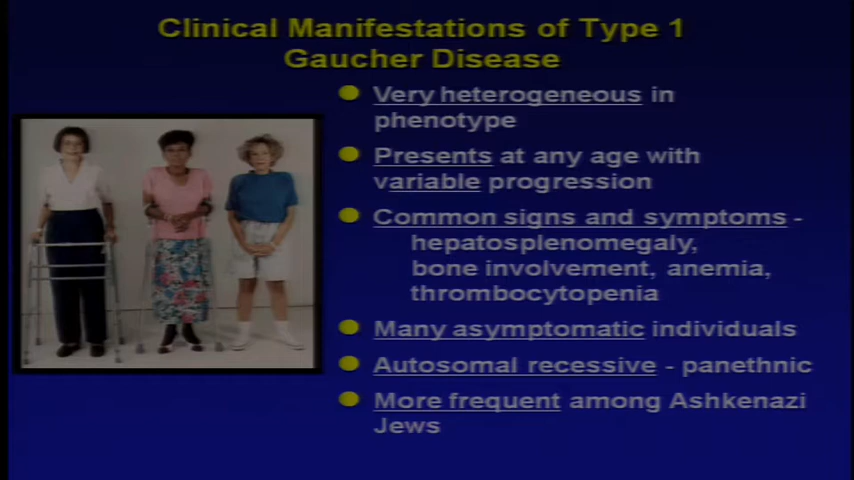 Clinical Manifestations of Type 1
Gaucher Disease
Very heterogeneous in
phenotype
Presents at any age with
variable progression
Common signs and symptoms -
hepatosplenomegaly,
bone involvement, anemia,
thrombocytopenia
Many asymptomatic individuals
Autosomal recessive - panethnic
More frequent among Ashkenazi
Jews